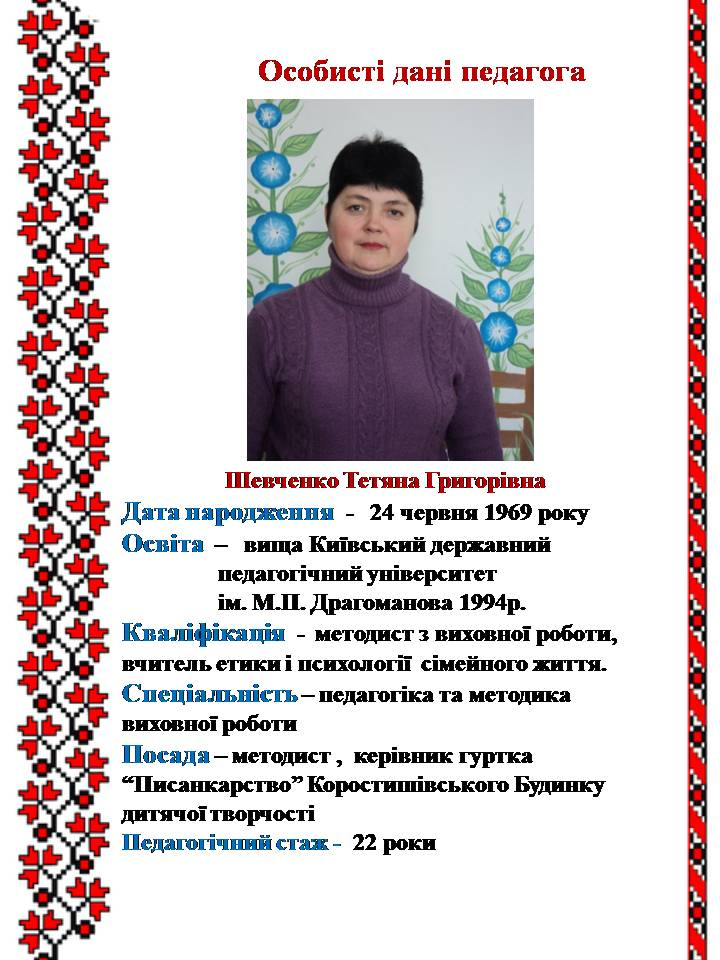 Особисті дані педагога
Шевченко Тетяна Григорівна
Дата народження - 24 червня 1969 року
Освіта – вища Київський державний
педагогічний університет
ім. М.П. Драгоманова 1994р.
Кваліфікація - методист з виховної роботи,
вчитель етики і психології сімейного життя.
Спеціальність – педагогіка та методика
виховної роботи
Посада – методист , керівник гуртка
“Писанкарство” Коростишівського Будинку
дитячої творчості
Педагогічний стаж - 22 роки